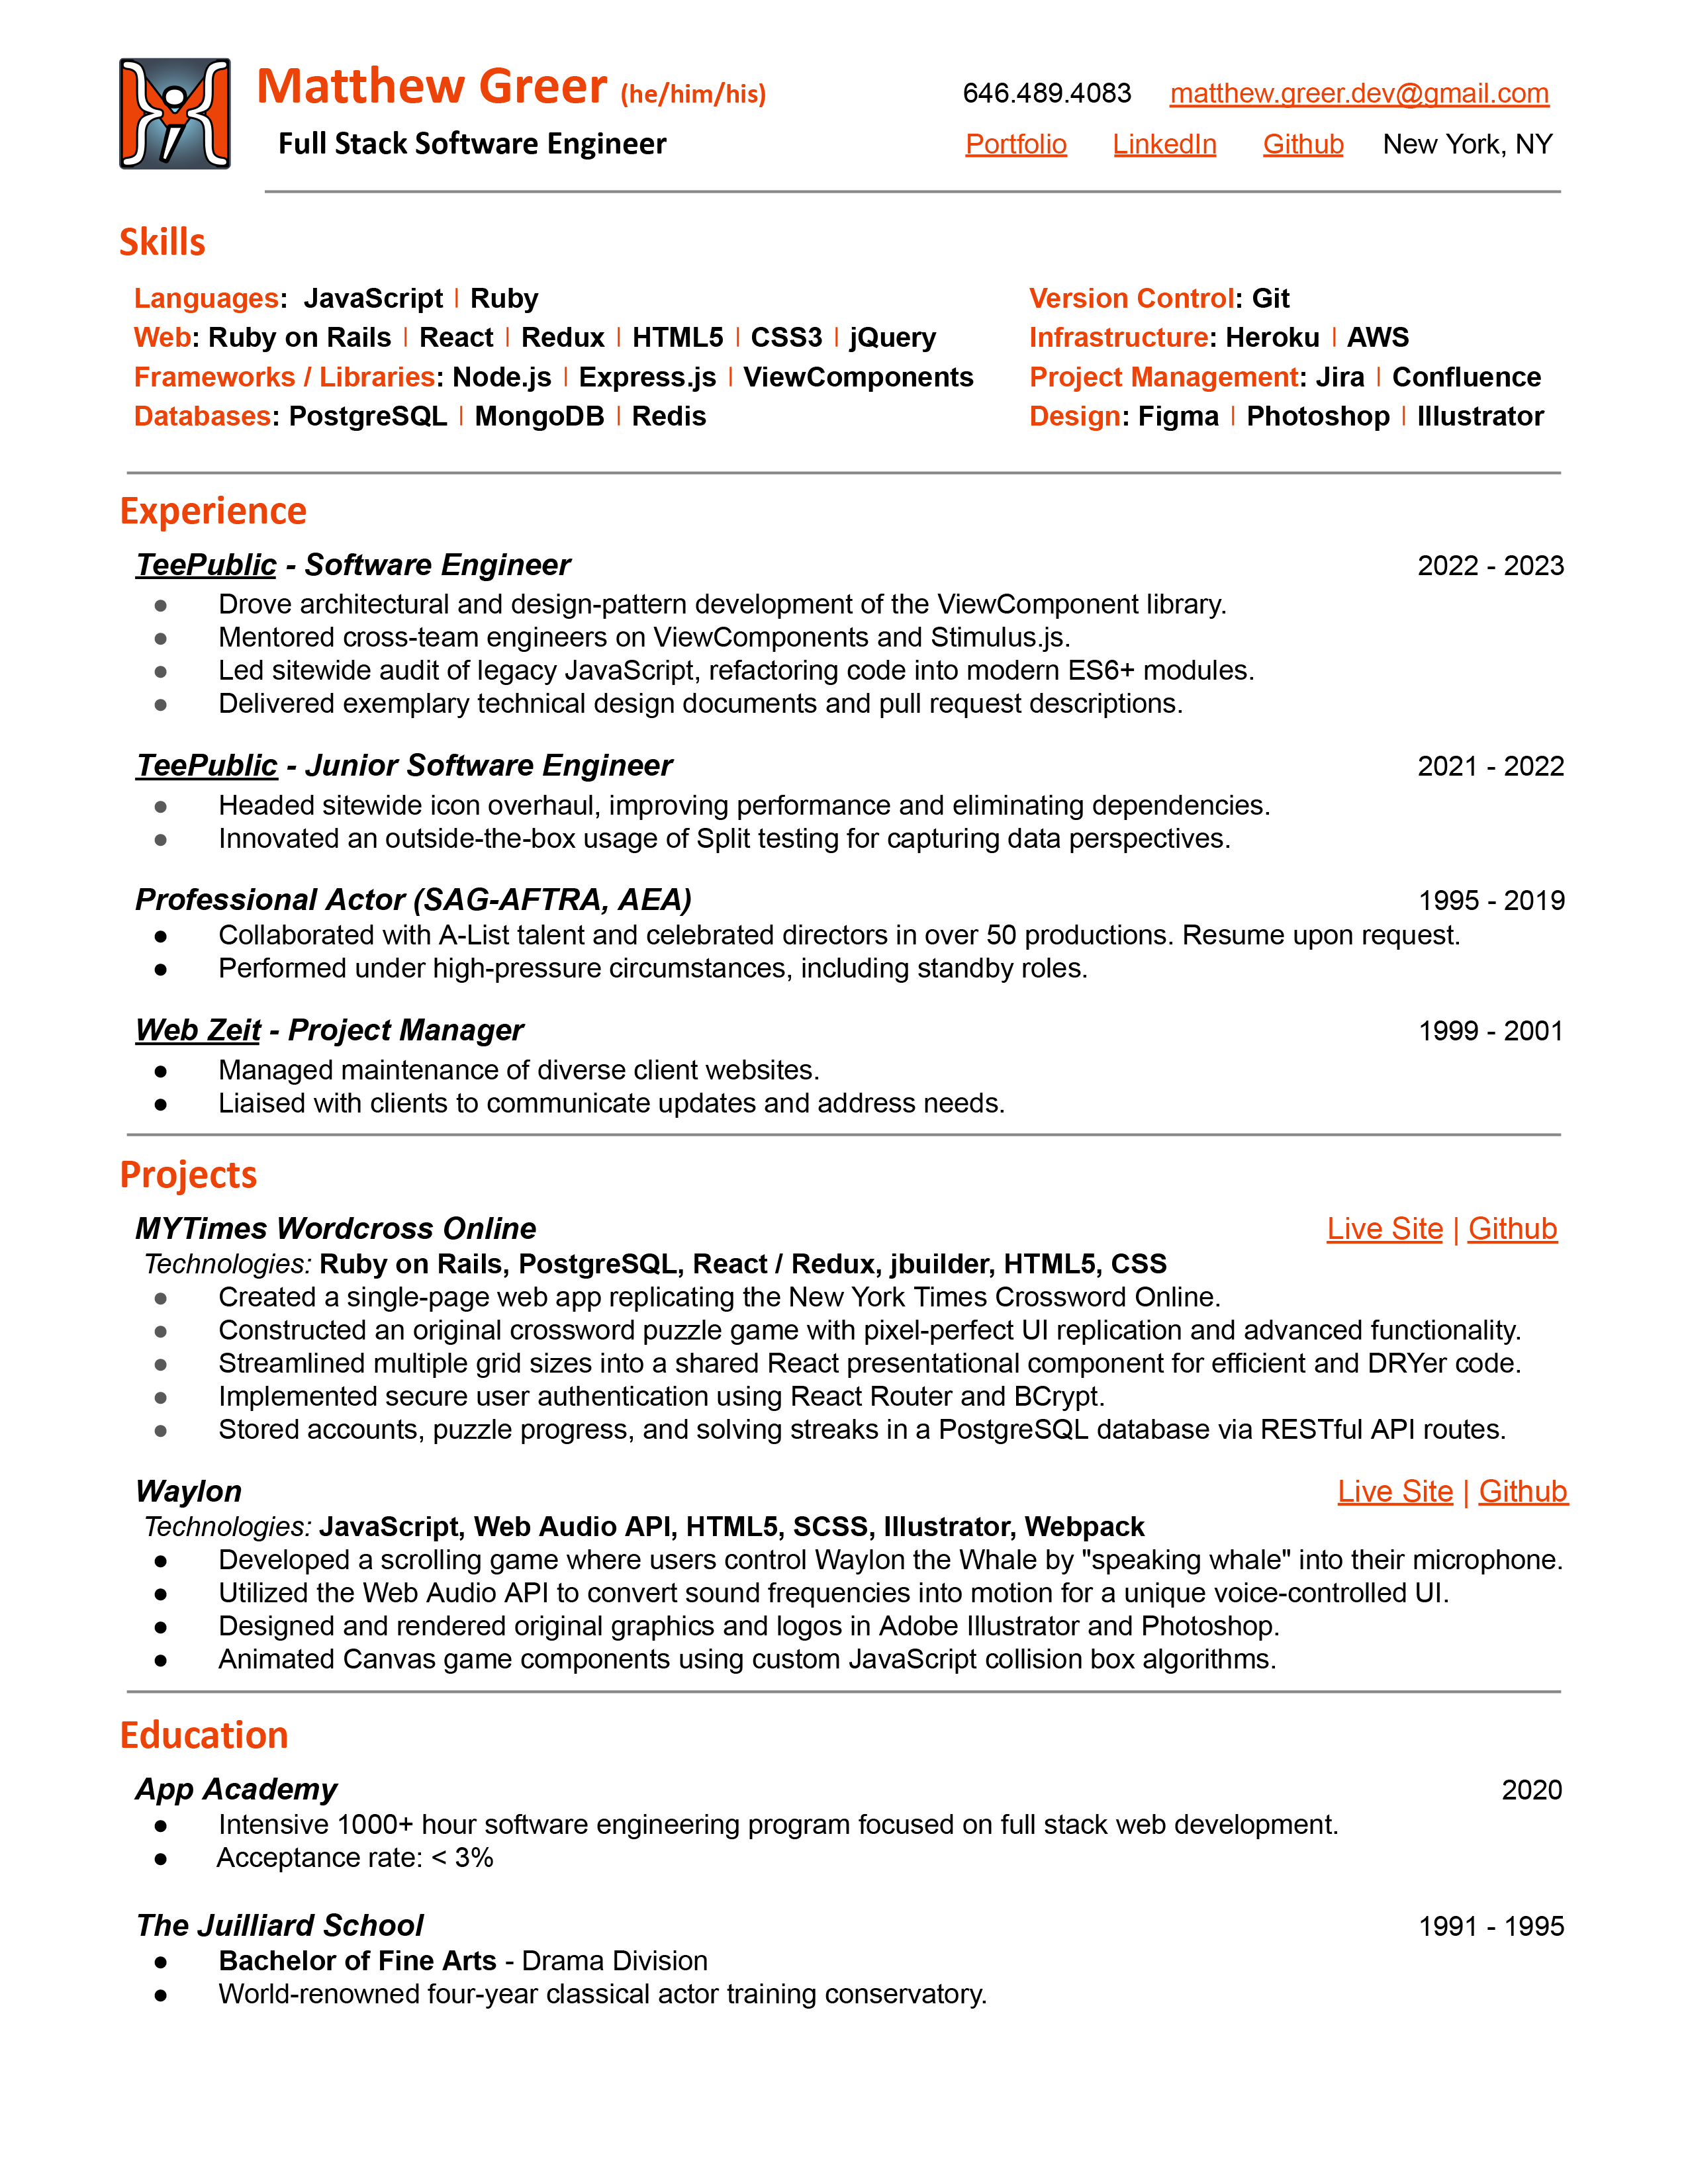 Matthew Greer (he/him/his)
646.489.4083 matthew.greer.dev@gmail.com
Full Stack Software Engineer
Portfolio LinkedIn Github New York, NY
Skills
Languages: JavaScript | Ruby
Version Control: Git
Web: Ruby on Rails | React | Redux | HTML5 | CSS3 | jQuery
Infrastructure: Heroku | AWS
Frameworks / Libraries: Node.js | Express.js | ViewComponents
Project Management: Jira | Confluence
Databases: PostgreSQL | MongoDB | Redis
Design: Figma | Photoshop | Illustrator
Experience
TeePublic - Software Engineer 2022 - 2023
● Drove architectural and design-pattern development of the ViewComponent library.
● Mentored cross-team engineers on ViewComponents and Stimulus.js.
● Led sitewide audit of legacy JavaScript, refactoring code into modern ES6+ modules.
● Delivered exemplary technical design documents and pull request descriptions.
TeePublic - Junior Software Engineer 2021 - 2022
● Headed sitewide icon overhaul, improving performance and eliminating dependencies.
● Innovated an outside-the-box usage of Split testing for capturing data perspectives.
Professional Actor (SAG-AFTRA, AEA) 1995 - 2019
● Collaborated with A-List talent and celebrated directors in over 50 productions. Resume upon request.
● Performed under high-pressure circumstances, including standby roles.
Web Zeit - Project Manager 1999 - 2001
● Managed maintenance of diverse client websites.
● Liaised with clients to communicate updates and address needs.
Projects
MYTimes Wordcross Online Live Site | Github
Technologies: Ruby on Rails, PostgreSQL, React / Redux, jbuilder, HTML5, CSS
● Created a single-page web app replicating the New York Times Crossword Online.
● Constructed an original crossword puzzle game with pixel-perfect UI replication and advanced functionality.
● Streamlined multiple grid sizes into a shared React presentational component for efficient and DRYer code.
● Implemented secure user authentication using React Router and BCrypt.
● Stored accounts, puzzle progress, and solving streaks in a PostgreSQL database via RESTful API routes.
Waylon Live Site | Github
Technologies: JavaScript, Web Audio API, HTML5, SCSS, Illustrator, Webpack
● Developed a scrolling game where users control Waylon the Whale by "speaking whale" into their microphone.
● Utilized the Web Audio API to convert sound frequencies into motion for a unique voice-controlled UI.
● Designed and rendered original graphics and logos in Adobe Illustrator and Photoshop.
● Animated Canvas game components using custom JavaScript collision box algorithms.
Education
App Academy 2020
● Intensive 1000+ hour software engineering program focused on full stack web development.
● Acceptance rate: < 3%
The Juilliard School 1991 - 1995
● Bachelor of Fine Arts - Drama Division
● World-renowned four-year classical actor training conservatory.